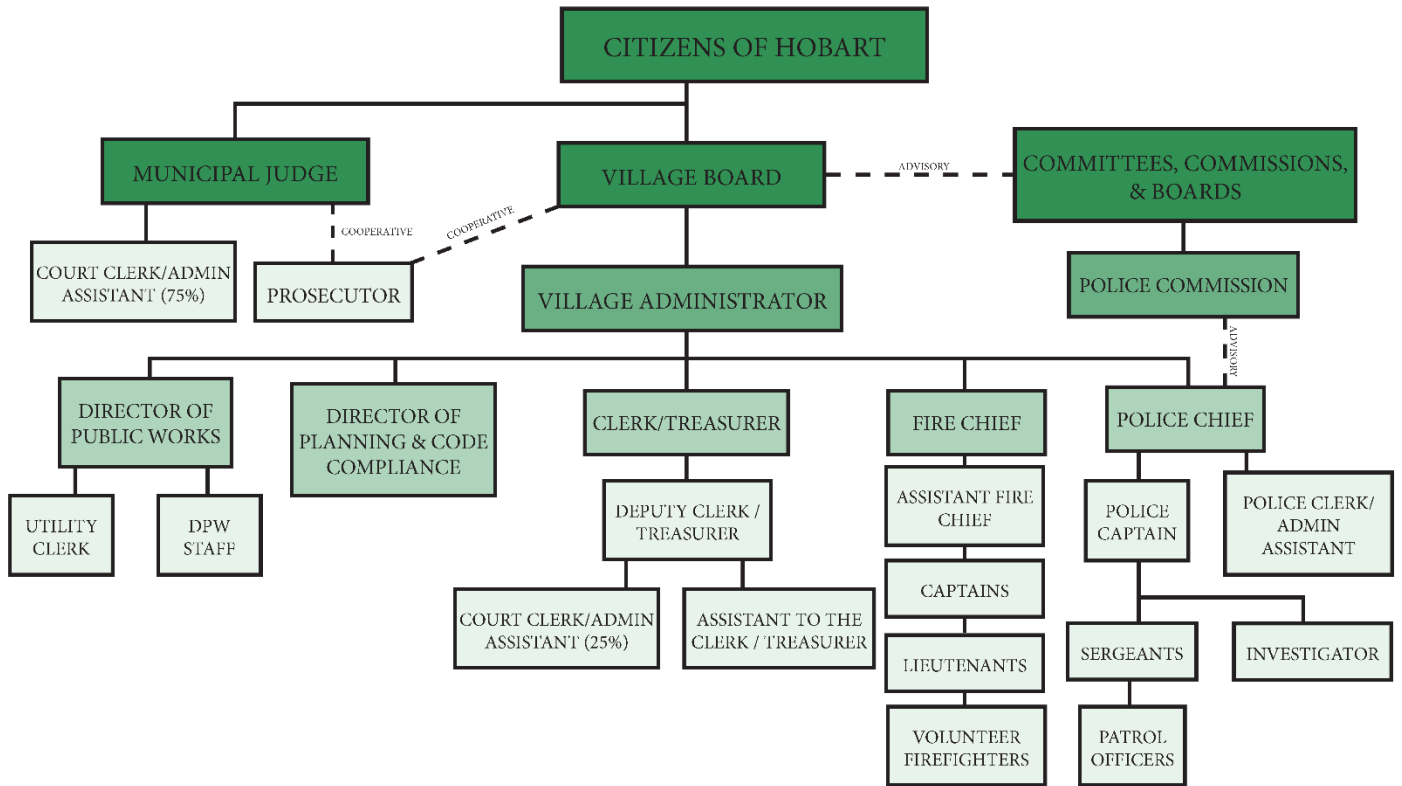 CITIZENS OF HOBART
MUNICIPAL JUDGE
VILLAGE BOARD
ADVISORY
COMMITTEES, COMMISSIONS,
& BOARDS
COOPERATIVE
COOPERATIVE
COURT CLERK/ADMIN
ASSISTANT (75%)
PROSECUTOR
VILLAGE ADMINISTRATOR
POLICE COMMISSION
ADVISORY
DIRECTOR OF
PUBLIC WORKS
DIRECTOR OF
PLANNING & CODE
COMPLIANCE
CLERK/TREASURER
FIRE CHIEF
POLICE CHIEF
UTILITY
CLERK
DPW
STAFF
DEPUTY CLERK /
TREASURER
ASSISTANT FIRE
CHIEF
POLICE
CAPTAIN
POLICE CLERK/
ADMIN
ASSISTANT
COURT CLERK/ADMIN
ASSISTANT (25%)
ASSISTANT TO THE
CLERK / TREASURER
CAPTAINS
LIEUTENANTS
SERGEANTS
INVESTIGATOR
VOLUNTEER
FIREFIGHTERS
PATROL
OFFICERS